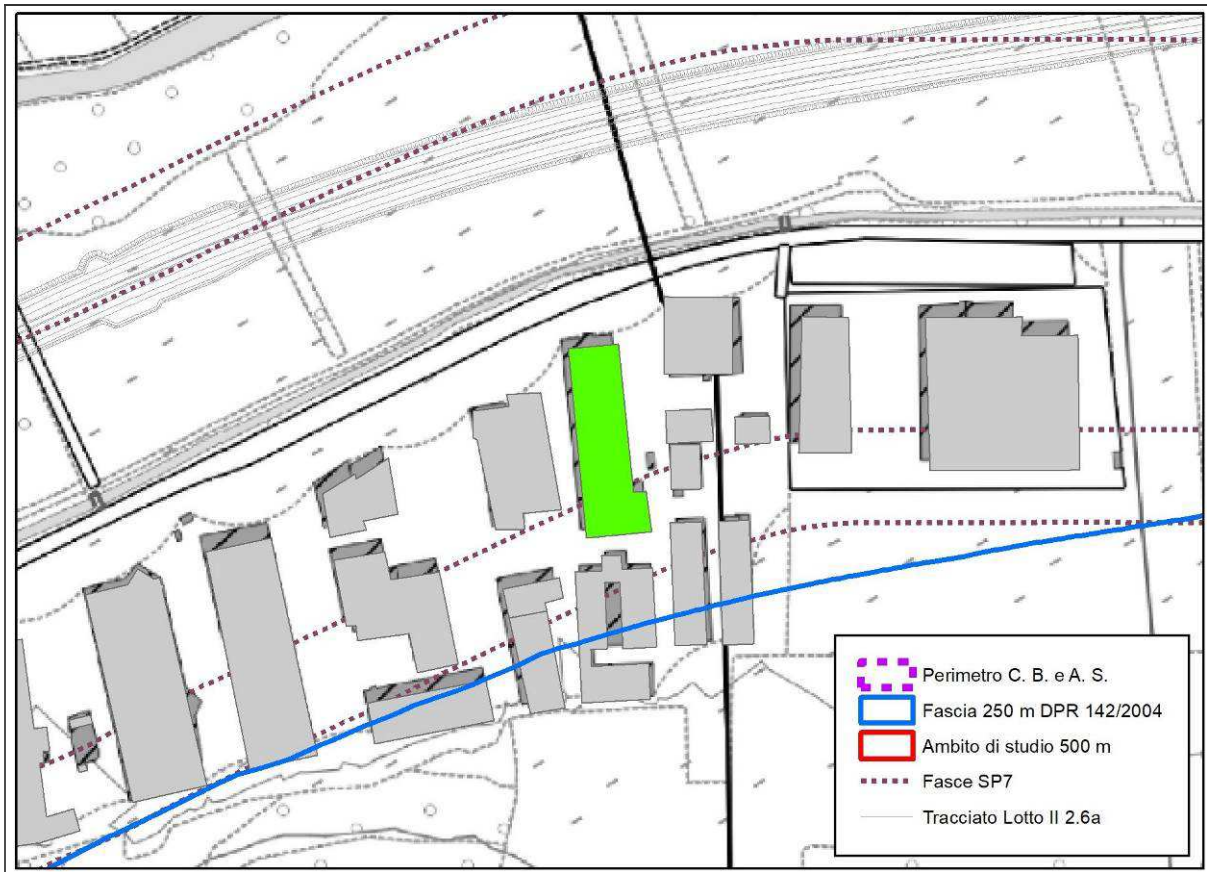 Perimetro C. B. e A. S.
Fascia 250 m DPR 142/2004
Ambito di studio 500 m
Fasce SP7
Tracciato Lotto II 2.6a